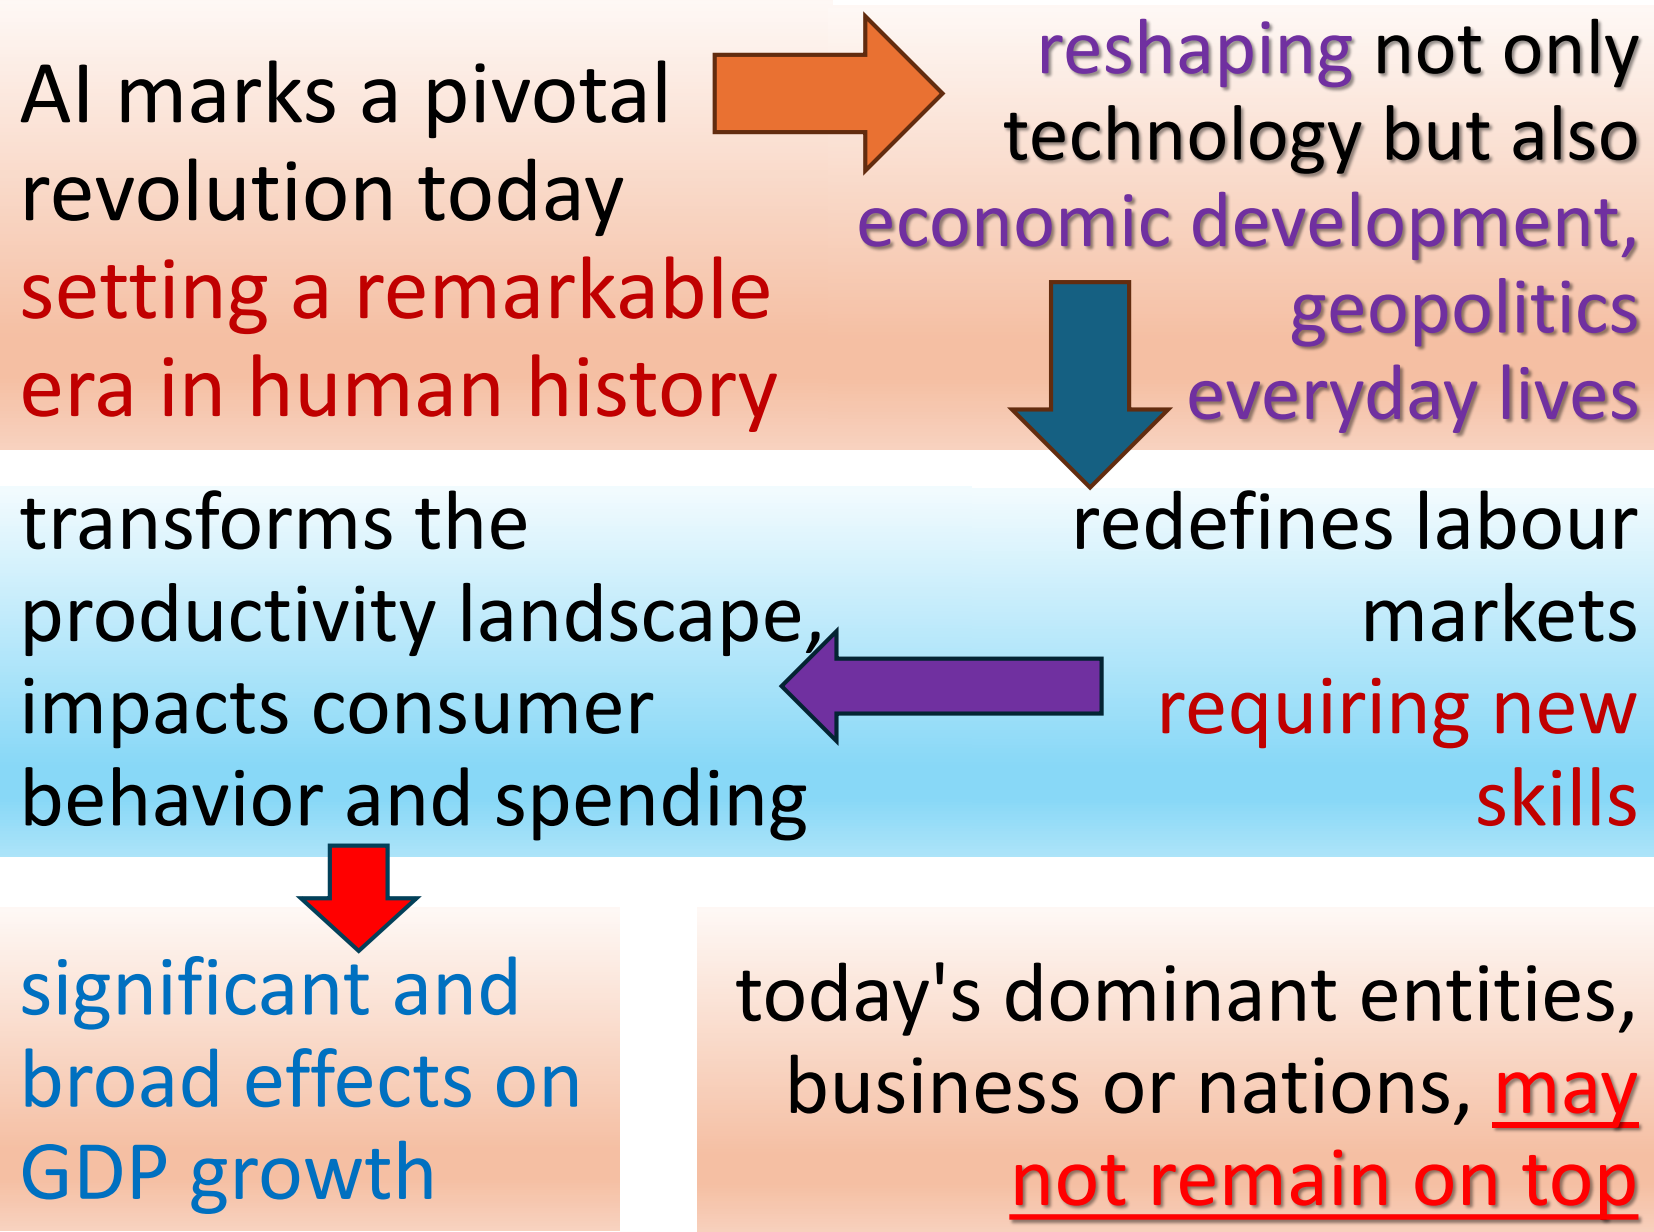 AI marks a pivotal
revolution today
setting a remarkable
era in human history
reshaping not only
technology but also
economic development,
geopolitics
everyday lives
redefines labour
markets
requiring new
skills
transforms the
productivity landscape,
impacts consumer
behavior and spending
significant and
broad effects on
GDP growth
today's dominant entities,
business or nations, may
not remain on top